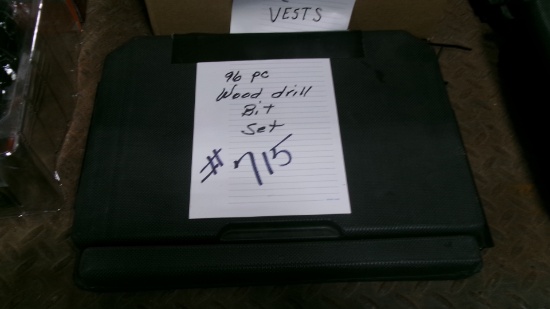 VESTS
96 pc
Wood drill
Bit
Set
# 715